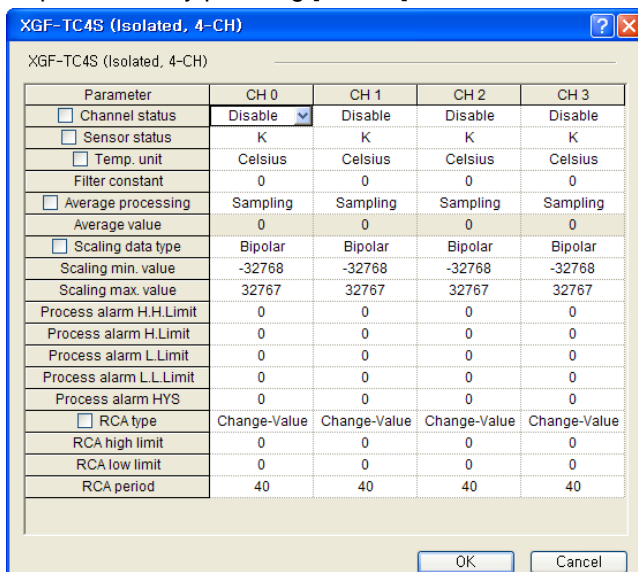 XGF-TC4S (Isolated, 4-CH)
XGF-TC4S (Isolated, 4-CH)
Parameter CH 0 CH 1 CH 2 CH 3
Channel status Disable Disable Disable Disable
Sensor status K K K K
Temp. unit Celsius Celsius Celsius Celsius
Filter constant 0 0 0 0
Average processing Sampling Sampling Sampling Sampling
Average value 0 0 0 0
Scaling data type Bipolar Bipolar Bipolar Bipolar
Scaling min. value -32768 -32768 -32768 -32768
Scaling max. value 32767 32767 32767 32767
Process alarm H.H.Limit 0 0 0 0
Process alarm H.Limit 0 0 0 0
Process alarm L.Limit 0 0 0 0
Process alarm L.L.Limit 0 0 0 0
Process alarm HYS 0 0 0 0
RCA type Change-Value Change-Value Change-Value Change-Value
RCA high limit 0 0 0 0
RCA low limit 0 0 0 0
RCA period 40 40 40 40
OK Cancel